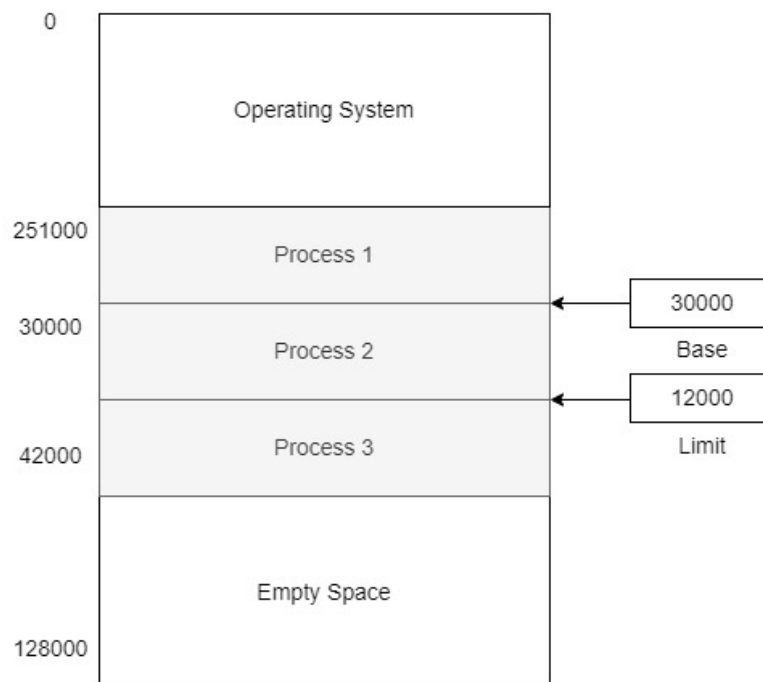 0
Operating System
251000
Process 1
30000
Base
30000
Process 2
12000
Limit
42000
Process 3
Empty Space
128000